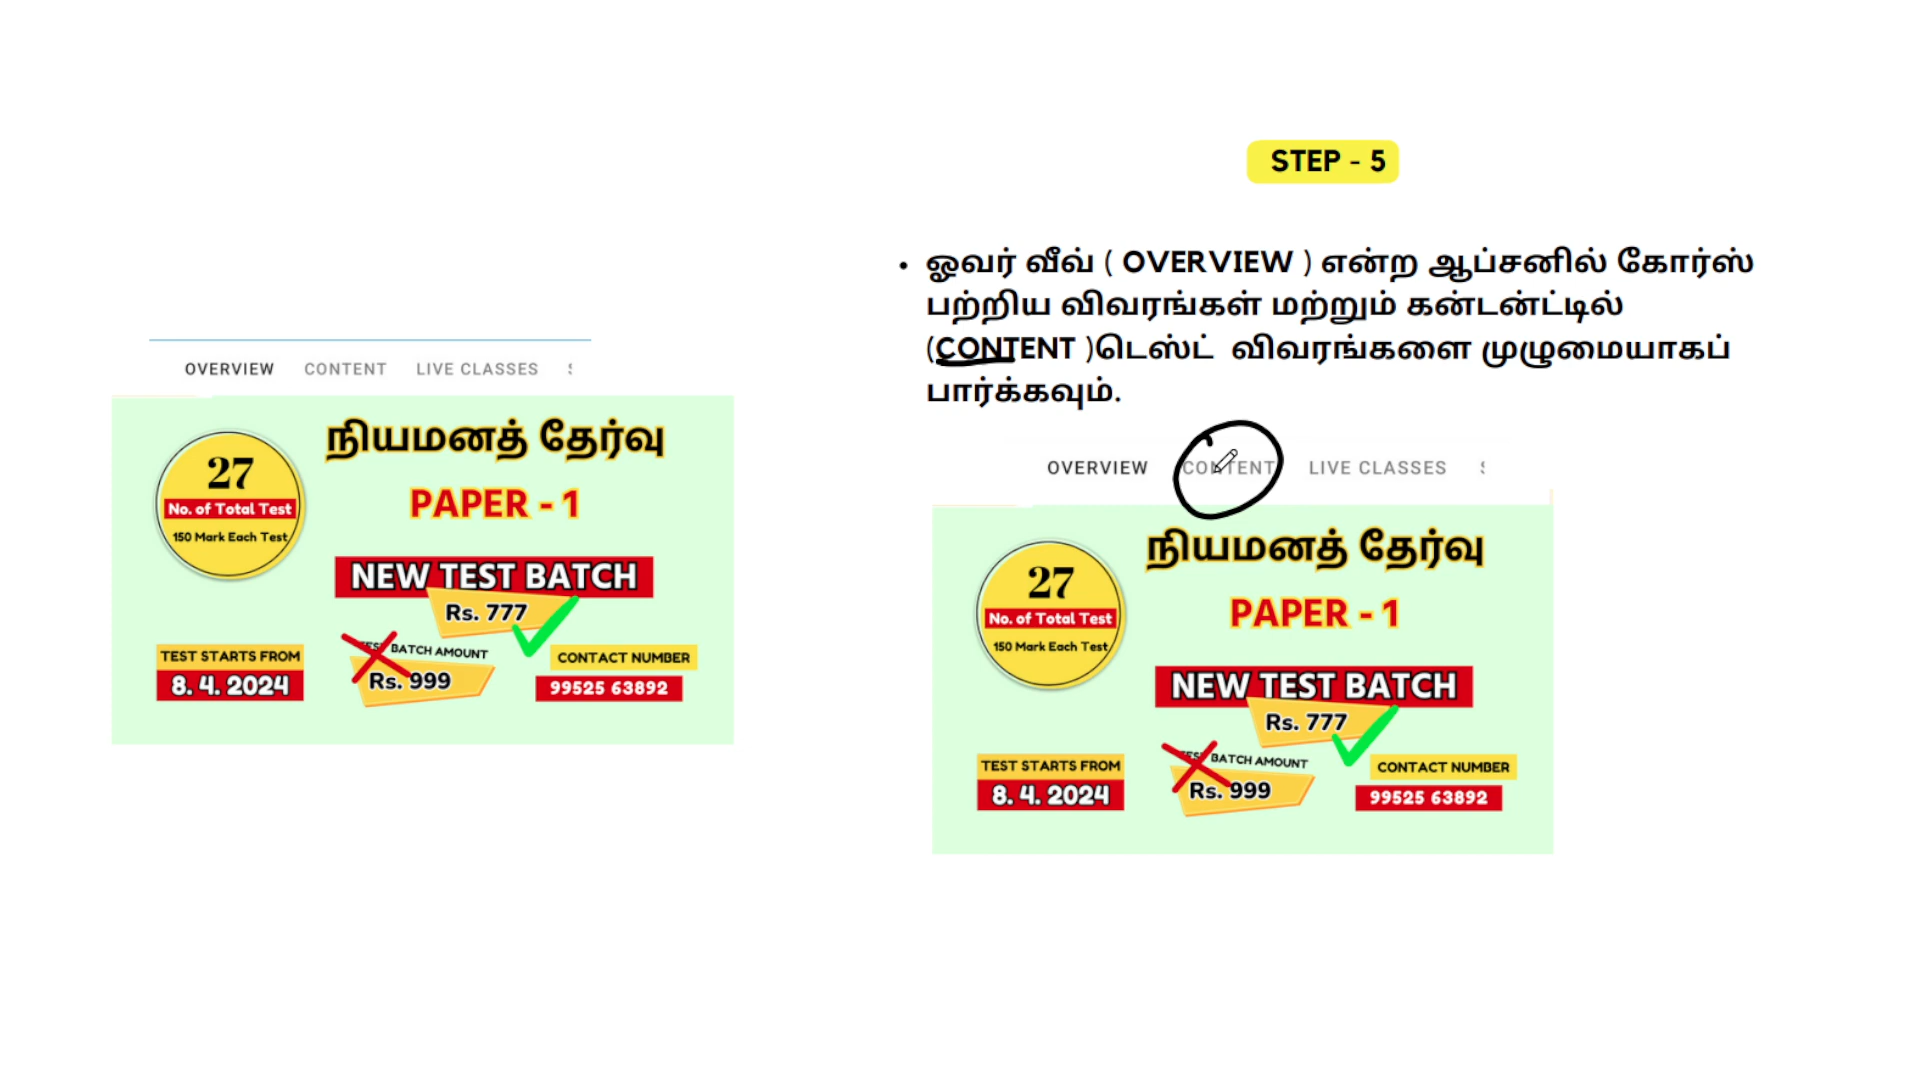 OVERVIEW CONTENT LIVE CLASSES
நியமனத் தேர்வு
27
No. of Total Test
150 Mark Each Test
PAPER - 1
NEW TEST BATCH
Rs. 777
BATCH AMOUNT
Rs. 999
TEST STARTS FROM
8. 4. 2024
CONTACT NUMBER
99525 63892
STEP - 5
• ஓவர் வீவ் ( OVERVIEW ) என்ற ஆப்சனில் கோர்ஸ்
பற்றிய விவரங்கள் மற்றும் கன்டன்ட்டில்
(CONTENT )டெஸ்ட் விவரங்களை முழுமையாகப்
பார்க்கவும்.
OVERVIEW CONTENT LIVE CLASSES
நியமனத் தேர்வு
27
No. of Total Test
150 Mark Each Test
PAPER - 1
NEW TEST BATCH
Rs. 777
BATCH AMOUNT
Rs. 999
TEST STARTS FROM
8. 4. 2024
CONTACT NUMBER
99525 63892